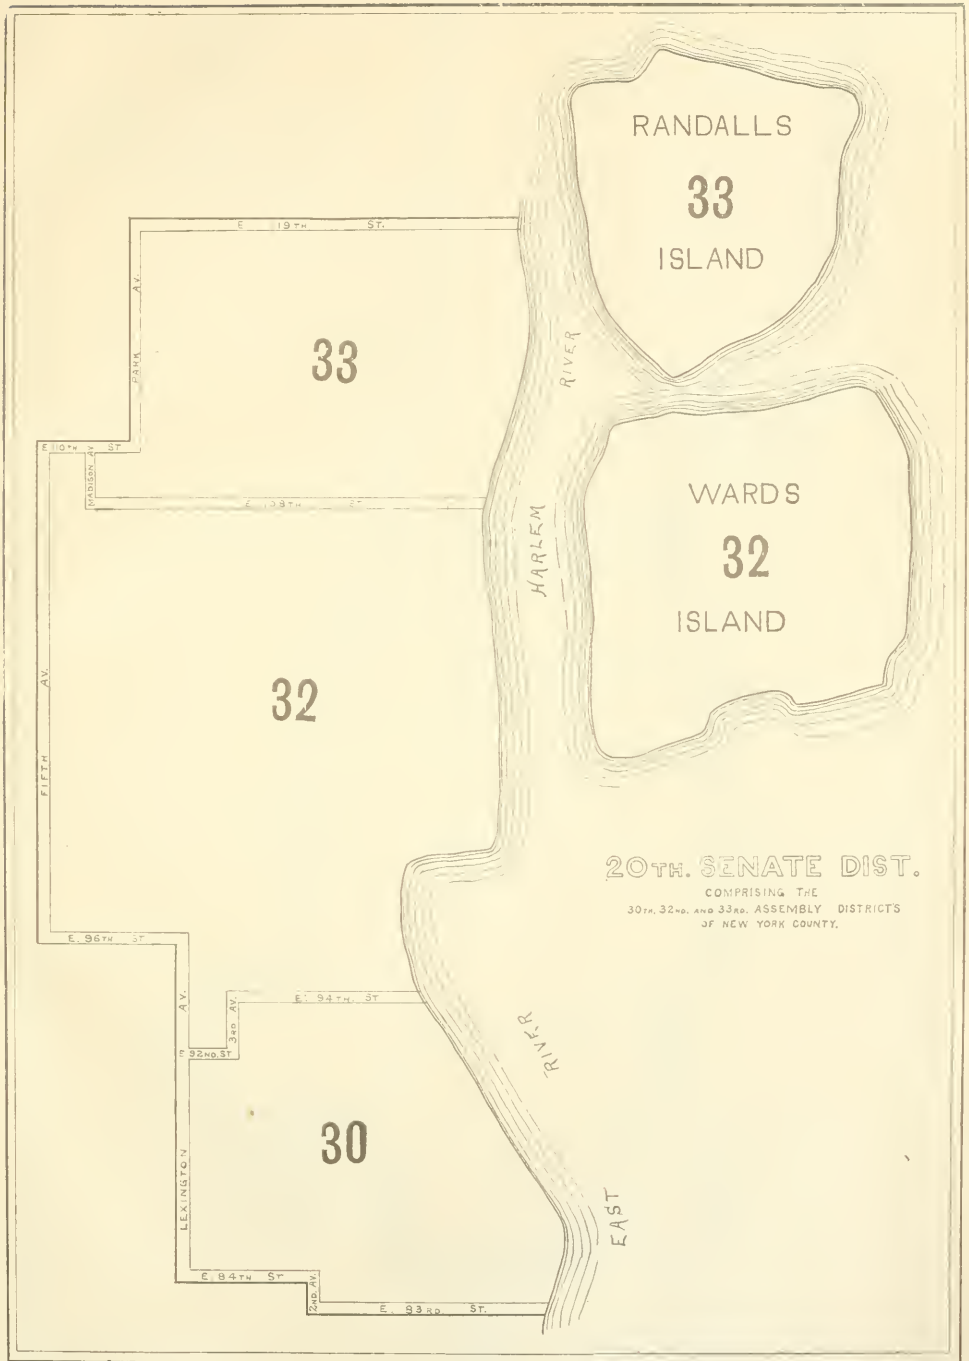 RANDALLS
33
ISLAND
E 119TH ST.
PARK AV.
33
RIVER
E 110TH ST
MADISON AV
E. 108TH ST
HARLEM
WARDS
32
ISLAND
32
FIFTH AV.
20TH. SENATE DIST.
COMPRISING THE
30TH, 32ND, AND 33RD. ASSEMBLY DISTRICTS
OF NEW YORK COUNTY.
E. 96TH ST
LEXINGTON AV.
3RD AV.
E. 94TH. ST
E 92ND. ST
RIVER
30
EAST
E. 84TH ST
2ND. AV.
E. 93RD ST.